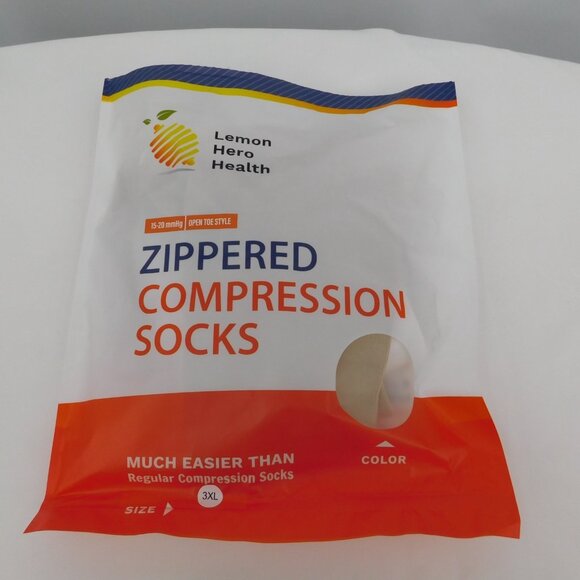 Lemon
Hero
Health
15-20 mmHg | OPEN TOE STYLE
ZIPPERED
COMPRESSION
SOCKS
MUCH EASIER THAN
Regular Compression Socks
COLOR
SIZE
3XL